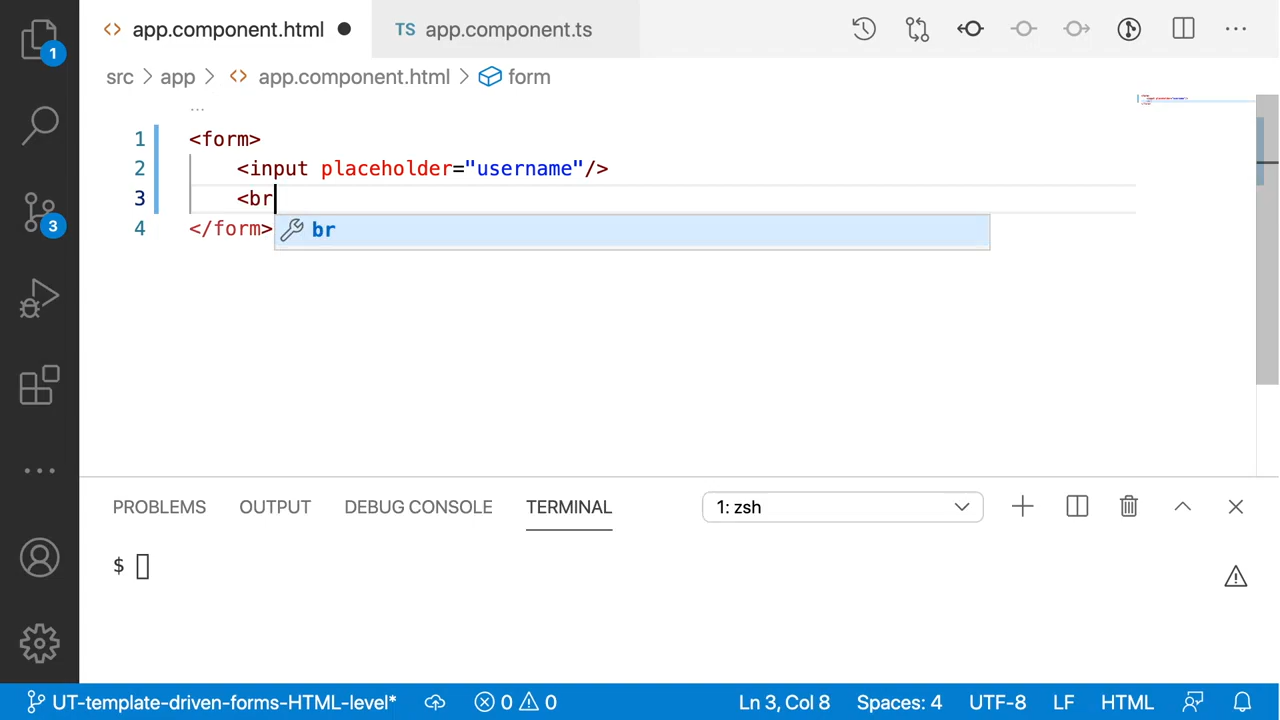 app.component.html
TS app.component.ts
1
src > app > <> app.component.html > form
...
1 <form>
2 <input placeholder="username"/>
3 <br
4 </form>
br
3
PROBLEMS OUTPUT DEBUG CONSOLE TERMINAL 1: zsh
$
UT-template-driven-forms-HTML-level* 0 0 Ln 3, Col 8 Spaces: 4 UTF-8 LF HTML